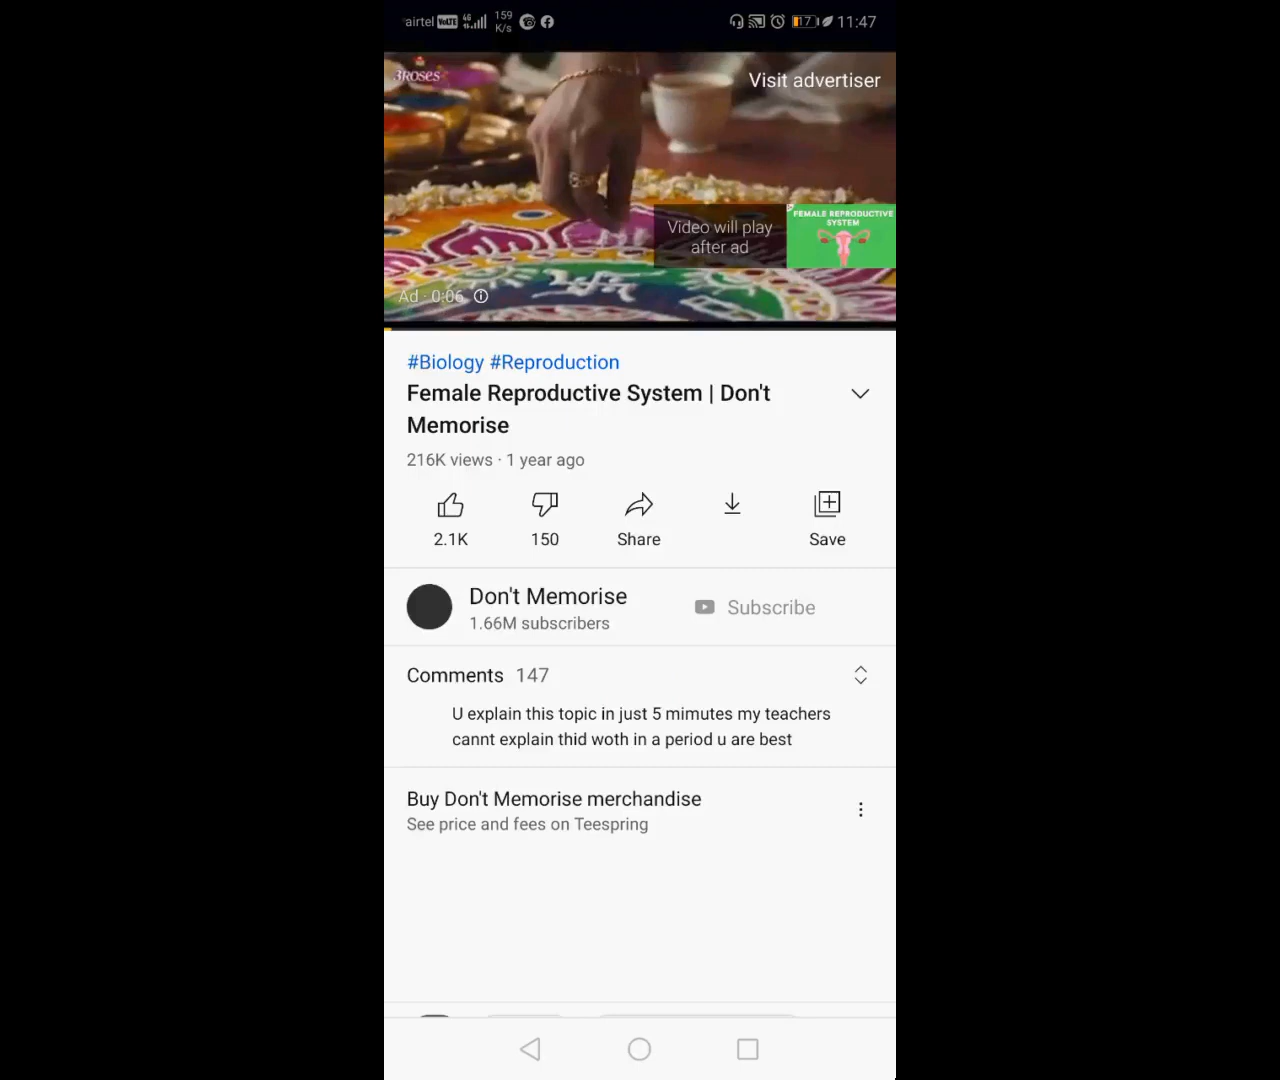 airtel VoLTE 4G 159 K/s 17 11:47
3ROSES
Visit advertiser
Video will play
after ad
FEMALE REPRODUCTIVE
SYSTEM
Ad · 0:06
#Biology #Reproduction
Female Reproductive System | Don't
Memorise
216K views · 1 year ago
2.1K 150 Share Save
Don't Memorise
1.66M subscribers
Subscribe
Comments 147
U explain this topic in just 5 mimutes my teachers
cannt explain thid woth in a period u are best
Buy Don't Memorise merchandise
See price and fees on Teespring